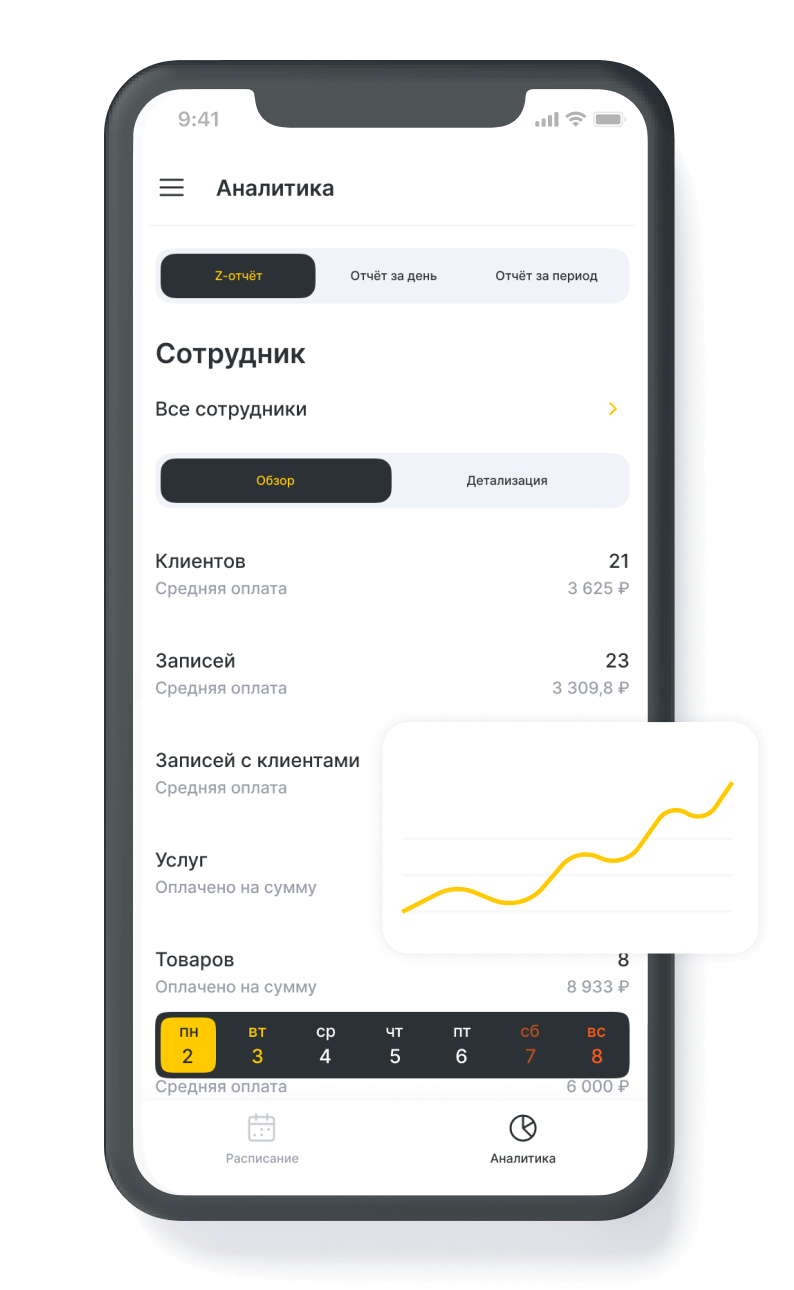 9:41
Аналитика
Z-отчёт Отчёт за день Отчёт за период
Сотрудник
Все сотрудники
Обзор Детализация
Клиентов 21
Средняя оплата 3 625 ₽
Записей 23
Средняя оплата 3 309,8 ₽
Записей с клиентами
Средняя оплата
Услуг
Оплачено на сумму
Товаров 8
Оплачено на сумму 8 933 ₽
пн вт ср чт пт сб вс
2 3 4 5 6 7 8
Средняя оплата 6 000 ₽
Расписание Аналитика